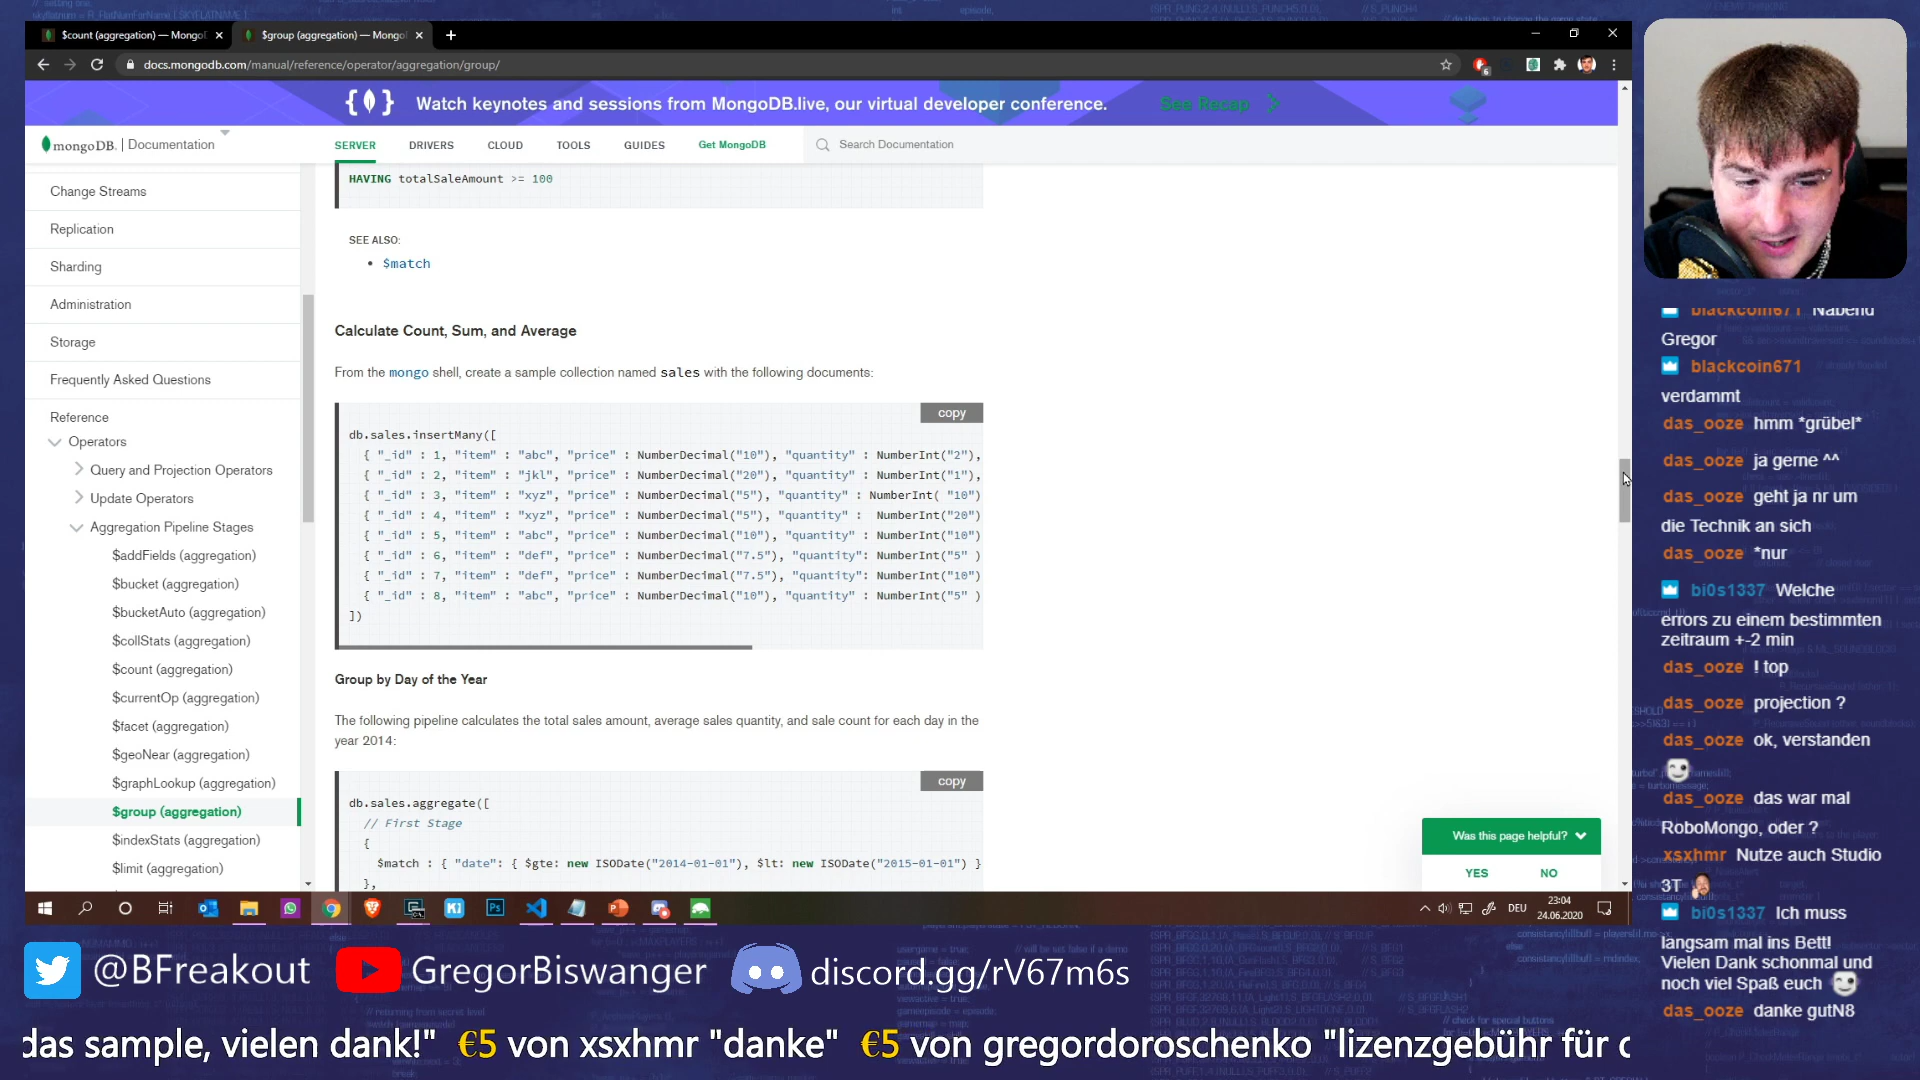 $count (aggregation) — Mongo
$group (aggregation) — Mongo
docs.mongodb.com/manual/reference/operator/aggregation/group/
Watch keynotes and sessions from MongoDB.live, our virtual developer conference.
See Recap
mongoDB. | Documentation
SERVER
DRIVERS
CLOUD
TOOLS
GUIDES
Get MongoDB
Search Documentation
Change Streams
Replication
Sharding
Administration
Storage
Frequently Asked Questions
Reference
Operators
Query and Projection Operators
Update Operators
Aggregation Pipeline Stages
$addFields (aggregation)
$bucket (aggregation)
$bucketAuto (aggregation)
$collStats (aggregation)
$count (aggregation)
$currentOp (aggregation)
$facet (aggregation)
$geoNear (aggregation)
$graphLookup (aggregation)
$group (aggregation)
$indexStats (aggregation)
$limit (aggregation)
HAVING totalSaleAmount >= 100
SEE ALSO:
• $match
Calculate Count, Sum, and Average
From the mongo shell, create a sample collection named sales with the following documents:
copy
db.sales.insertMany([
{ "_id" : 1, "item" : "abc", "price" : NumberDecimal("10"), "quantity" : NumberInt("2"),
{ "_id" : 2, "item" : "jkl", "price" : NumberDecimal("20"), "quantity" : NumberInt("1"),
{ "_id" : 3, "item" : "xyz", "price" : NumberDecimal("5"), "quantity" : NumberInt( "10")
{ "_id" : 4, "item" : "xyz", "price" : NumberDecimal("5"), "quantity" :  NumberInt("20")
{ "_id" : 5, "item" : "abc", "price" : NumberDecimal("10"), "quantity" : NumberInt("10")
{ "_id" : 6, "item" : "def", "price" : NumberDecimal("7.5"), "quantity": NumberInt("5" )
{ "_id" : 7, "item" : "def", "price" : NumberDecimal("7.5"), "quantity": NumberInt("10")
{ "_id" : 8, "item" : "abc", "price" : NumberDecimal("10"), "quantity" : NumberInt("5" )
])
Group by Day of the Year
The following pipeline calculates the total sales amount, average sales quantity, and sale count for each day in the
year 2014:
copy
db.sales.aggregate([
// First Stage
{
$match : { "date": { $gte: new ISODate("2014-01-01"), $lt: new ISODate("2015-01-01") }
},
Was this page helpful?
YES
NO
DEU
23:04
24.06.2020
blackcoin671 Nabend
Gregor
blackcoin671
verdammt
das_ooze hmm *grübel*
das_ooze ja gerne ^^
das_ooze geht ja nr um
die Technik an sich
das_ooze *nur
bi0s1337 Welche
errors zu einem bestimmten
zeitraum +-2 min
das_ooze ! top
das_ooze projection ?
das_ooze ok, verstanden
das_ooze das war mal
RoboMongo, oder ?
xsxhmr Nutze auch Studio
3T
bi0s1337 Ich muss
langsam mal ins Bett!
Vielen Dank schonmal und
noch viel Spaß euch
das_ooze danke gutN8
@BFreakout
GregorBiswanger
discord.gg/rV67m6s
das sample, vielen dank!" €5 von xsxhmr "danke" €5 von gregordoroschenko "lizenzgebühr für